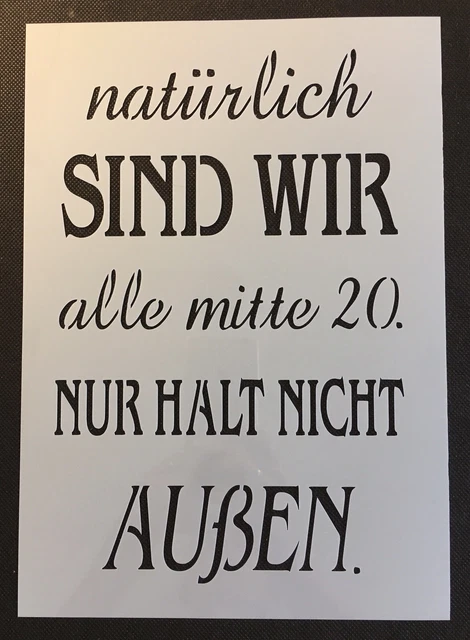 natürlich
SIND WIR
alle mitte 20.
NUR HALT NICHT
AUßEN.